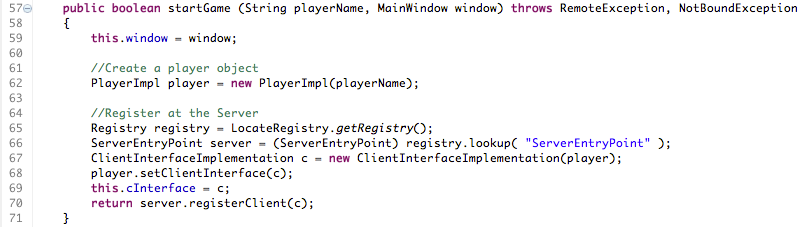 57 public boolean startGame (String playerName, MainWindow window) throws RemoteException, NotBoundException
58 {
59 this.window = window;
60
61 //Create a player object
62 PlayerImpl player = new PlayerImpl(playerName);
63
64 //Register at the Server
65 Registry registry = LocateRegistry.getRegistry();
66 ServerEntryPoint server = (ServerEntryPoint) registry.lookup( "ServerEntryPoint" );
67 ClientInterfaceImplementation c = new ClientInterfaceImplementation(player);
68 player.setClientInterface(c);
69 this.cInterface = c;
70 return server.registerClient(c);
71 }